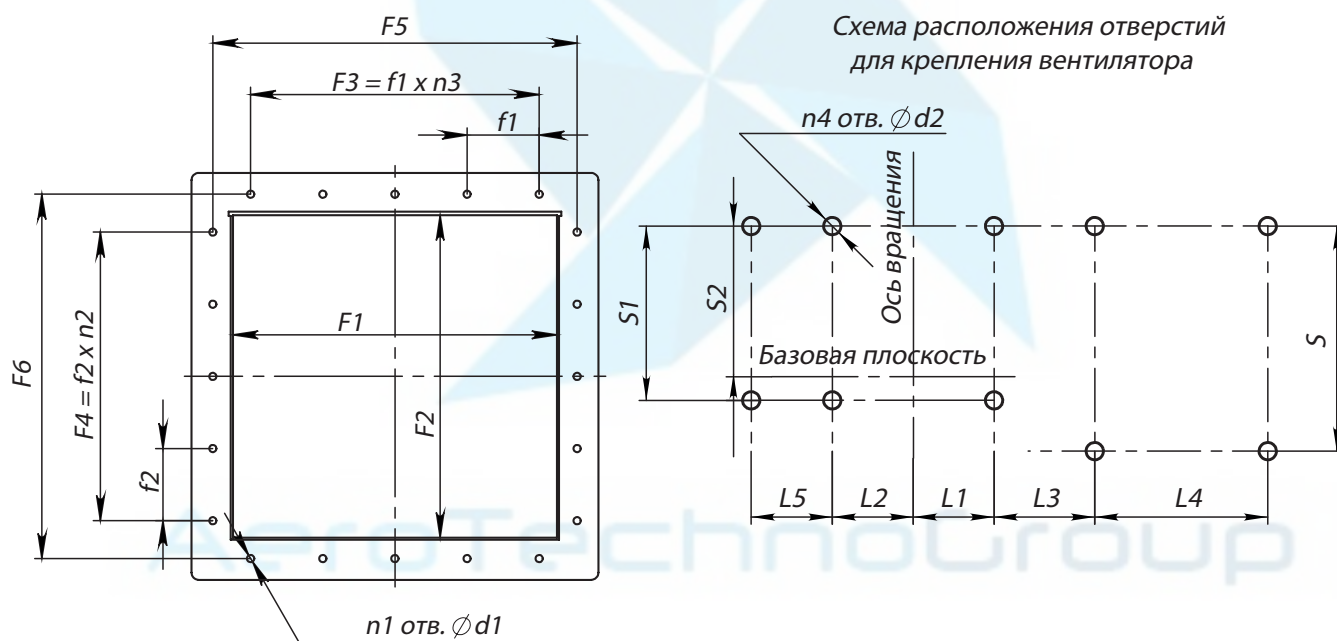 F5
Схема расположения отверстий
для крепления вентилятора
F3 = f1 x n3
f1
n4 отв. ∅d2
Ось вращения
F6
F4 = f2 x n2
f2
F1
F2
S1
S2
Базовая плоскость
S
L5
L2
L1
L3
L4
AeroTechnoGroup
n1 отв. ∅d1